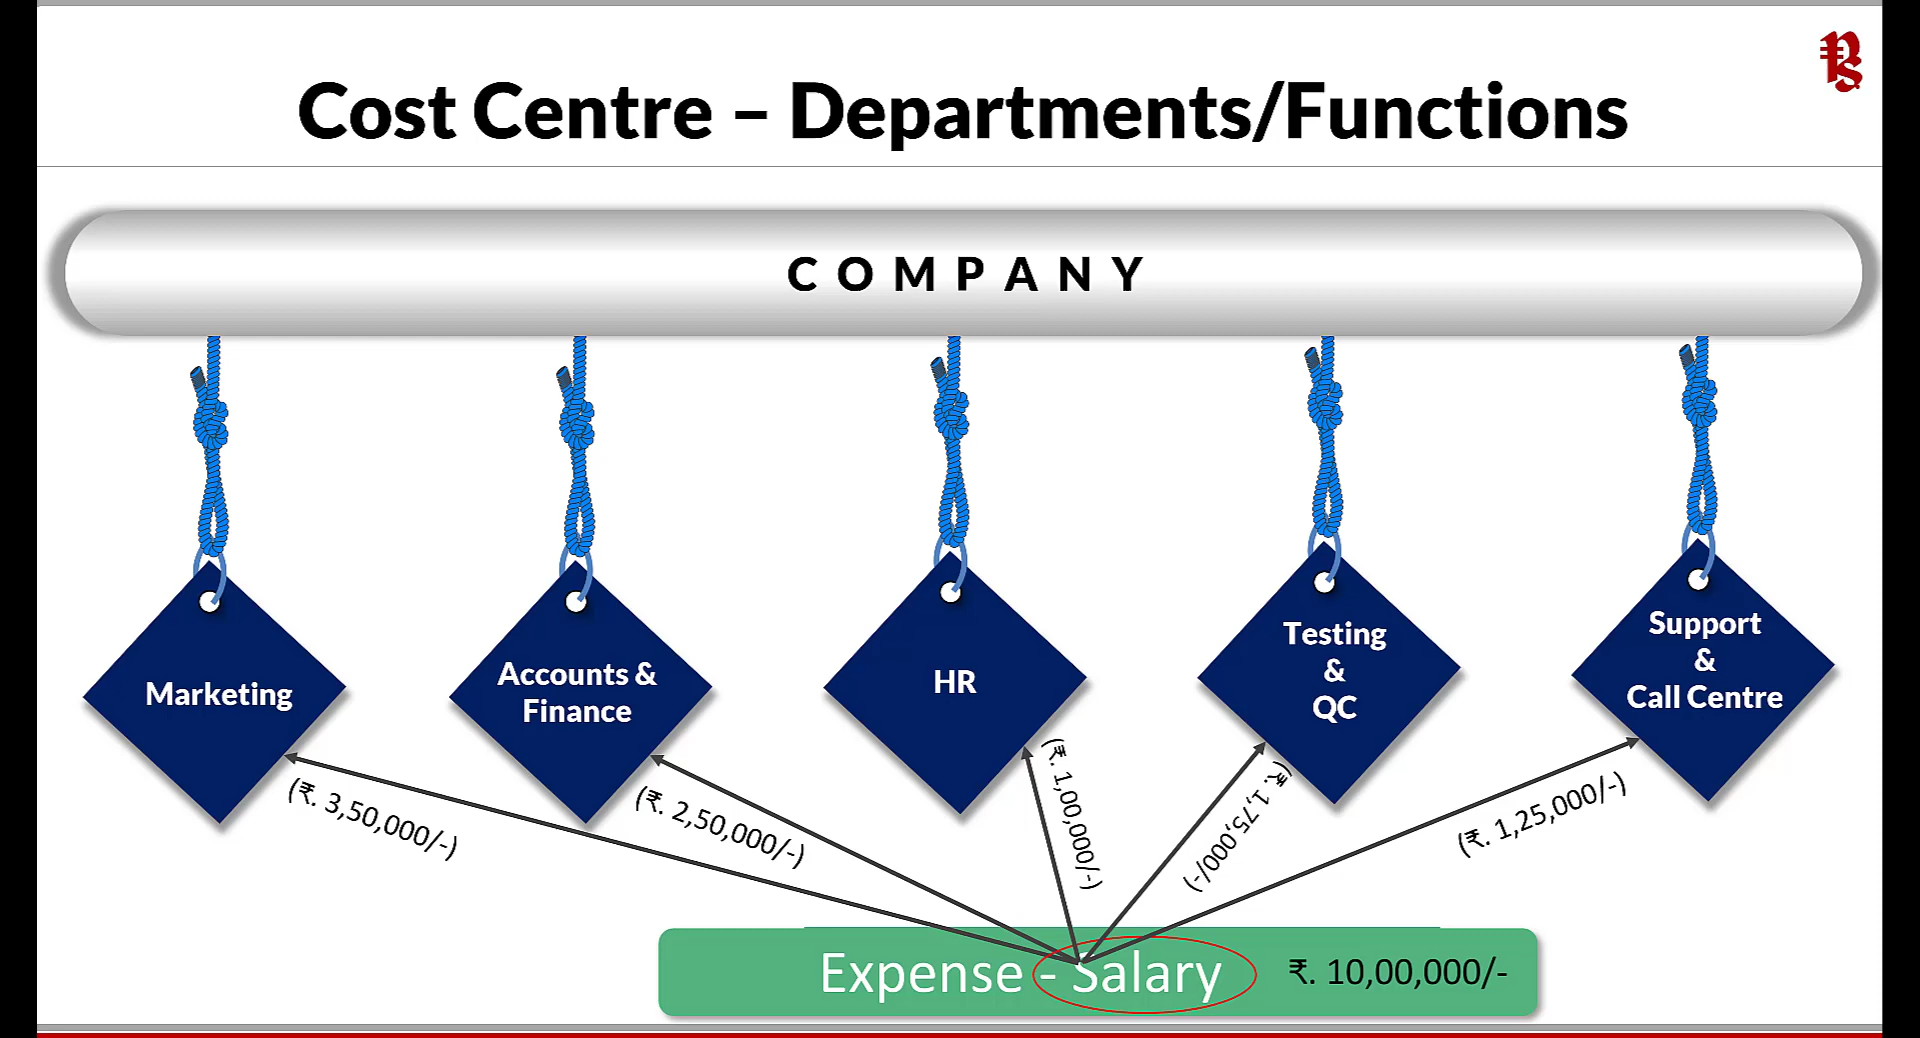 Cost Centre – Departments/Functions
COMPANY
Marketing
Accounts &
Finance
HR
Testing
&
QC
Support
&
Call Centre
(₹. 3,50,000/-)
(₹. 2,50,000/-)
(₹. 1,00,000/-)
(₹. 1,75,000/-)
(₹. 1,25,000/-)
Expense - Salary ₹. 10,00,000/-